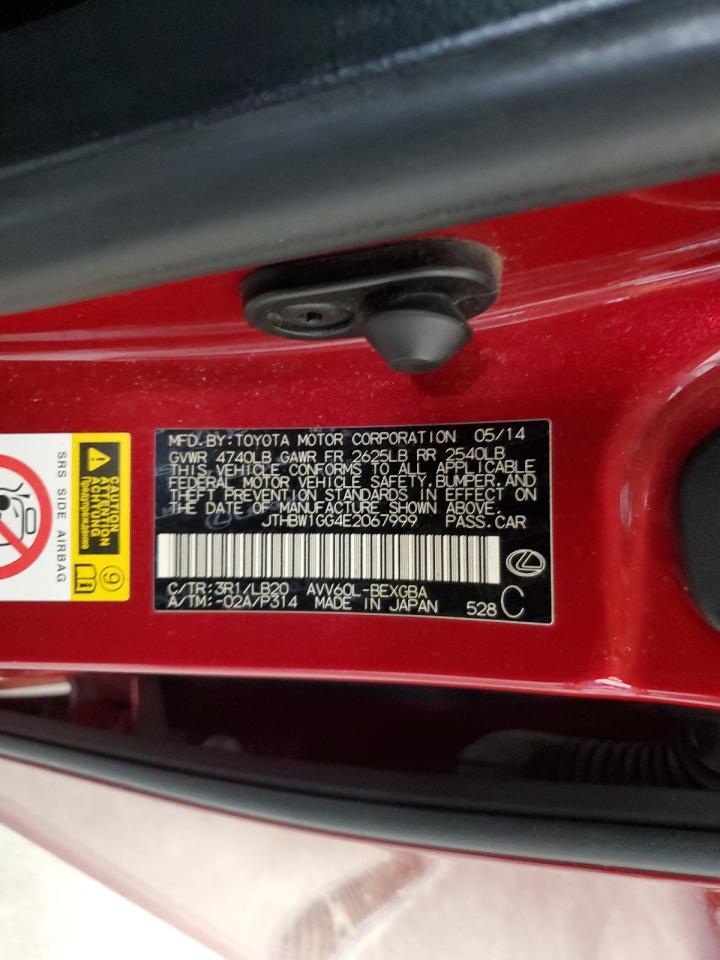 MFD.BY:TOYOTA MOTOR CORPORATION 05/14
GVWR 4740LB GAWR FR 2625LB RR 2540LB
THIS VEHICLE CONFORMS TO ALL APPLICABLE
FEDERAL MOTOR VEHICLE SAFETY,BUMPER,AND
THEFT PREVENTION STANDARDS IN EFFECT ON
THE DATE OF MANUFACTURE SHOWN ABOVE.
JTHBW1GG4E2067999 PASS.CAR
C/TR:3R1/LB20 AVV60L-BEXGBA
A/TM:-02A/P314 MADE IN JAPAN 528 C
SRS SIDE AIRBAG
CAUTION
ACHTUNG
Предупреждение
9